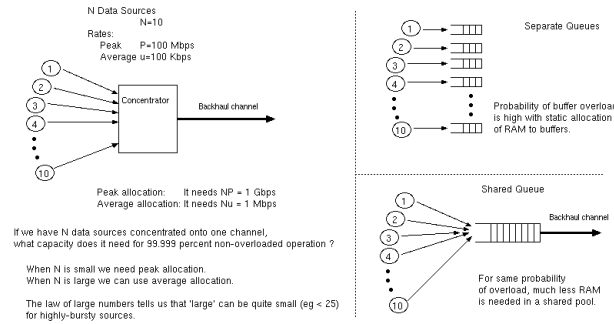 N Data Sources
N=10
Rates:
Peak P=100 Mbps
Average u=100 Kbps
1
2
3
4
10
Concentrator
Backhaul channel
Peak allocation: It needs NP = 1 Gbps
Average allocation: It needs Nu = 1 Mbps
If we have N data sources concentrated onto one channel,
what capacity does it need for 99.999 percent non-overloaded operation ?
When N is small we need peak allocation.
When N is large we can use average allocation.
The law of large numbers tells us that 'large' can be quite small (eg < 25)
for highly-bursty sources.
Separate Queues
1
2
3
4
10
Probability of buffer overload
is high with static allocation
of RAM to buffers.
Shared Queue
1
2
3
4
10
Backhaul channel
For same probability
of overload, much less RAM
is needed in a shared pool.